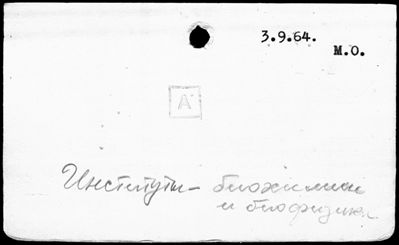 3.9.64.
М.О.
А
Институты – биохимии
и биофизики